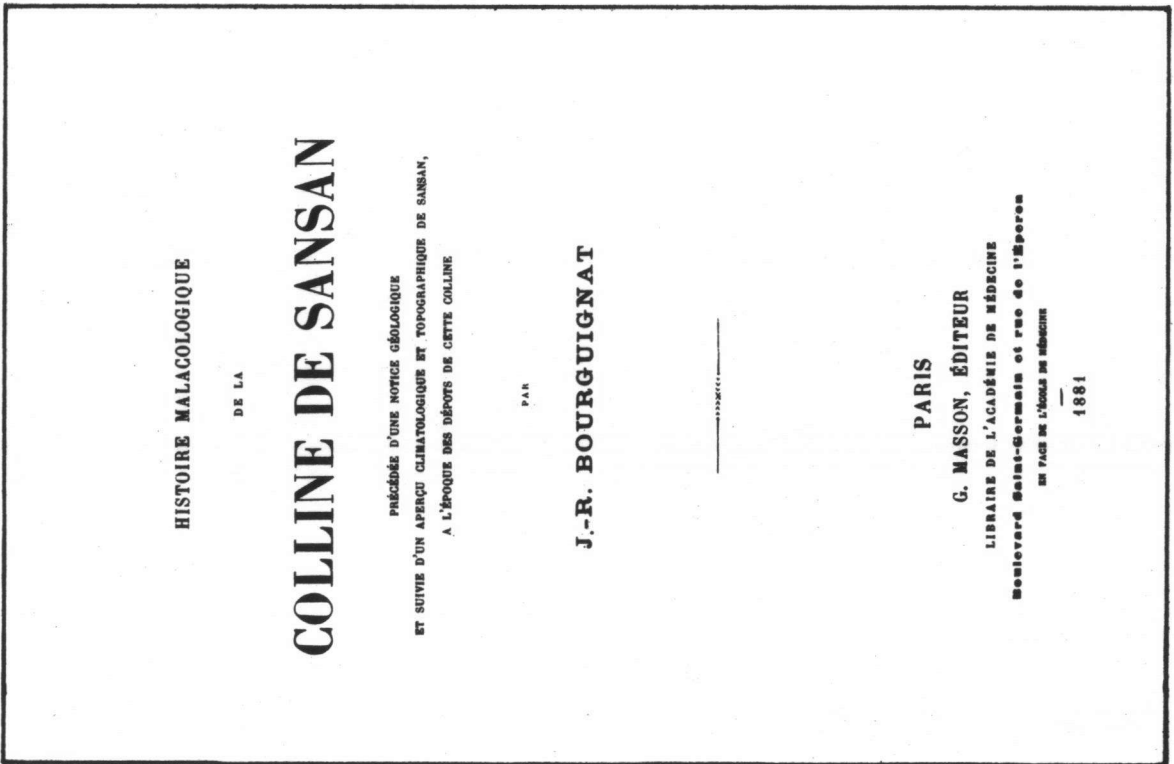 HISTOIRE MALACOLOGIQUE
DE LA
COLLINE DE SANSAN
PRÉCÉDÉE D'UNE NOTICE GÉOLOGIQUE
ET SUIVIE D'UN APERÇU CLIMATOLOGIQUE ET TOPOGRAPHIQUE DE SANSAN,
A L'ÉPOQUE DES DÉPOTS DE CETTE COLLINE
PAR
J.-R. BOURGUIGNAT
PARIS
G. MASSON, ÉDITEUR
LIBRAIRE DE L'ACADÉMIE DE MÉDECINE
Boulevard Saint-Germain et rue de l'Éperon
EN FACE DE L'ÉCOLE DE MÉDECINE
1881